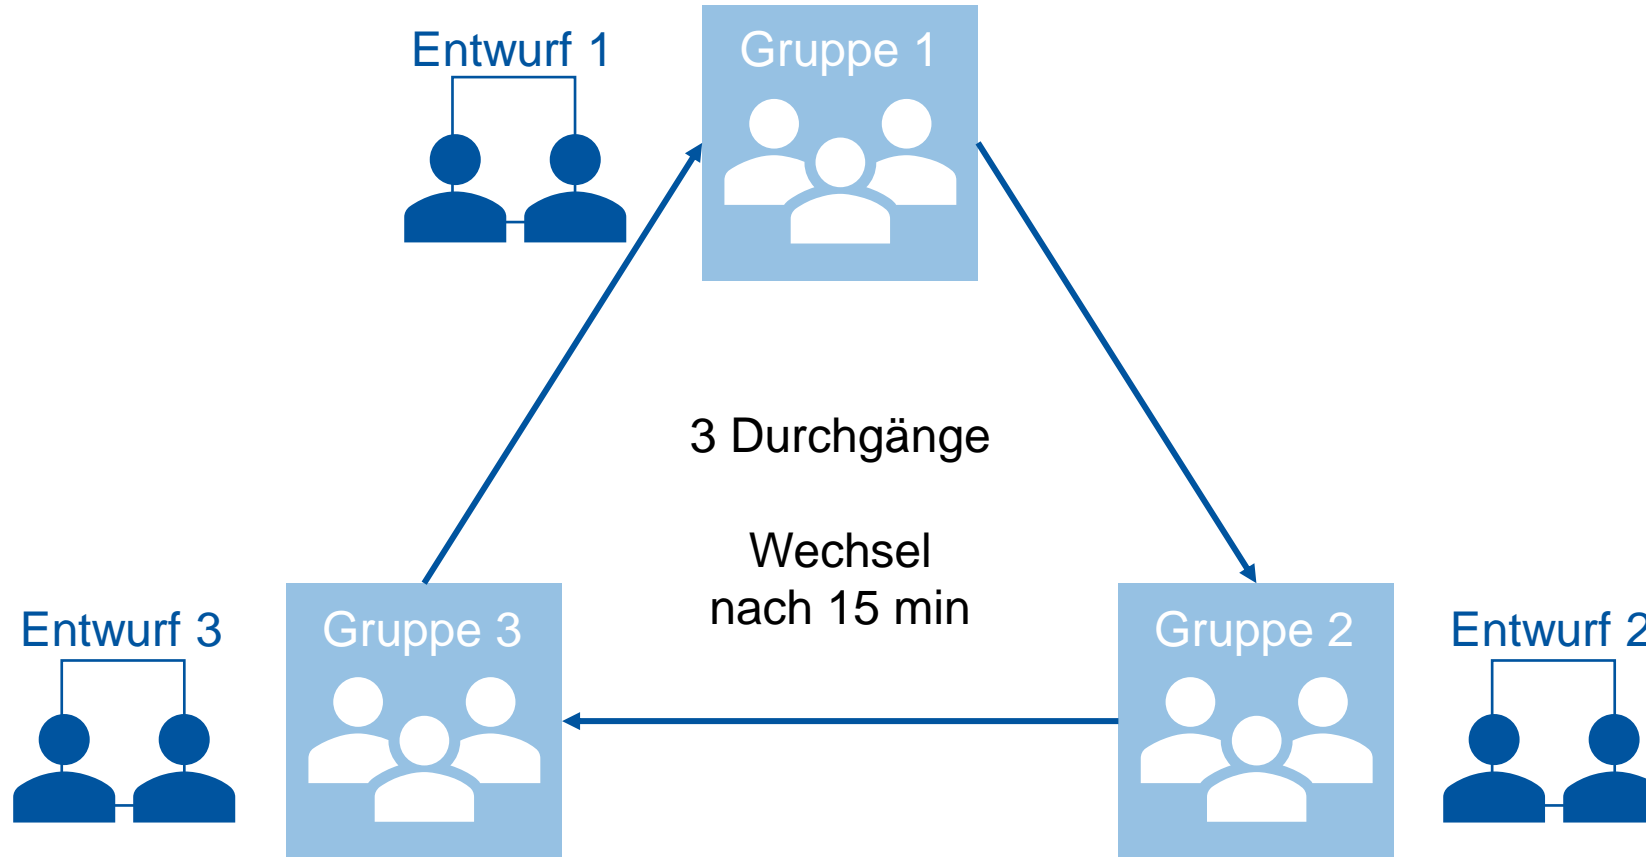 Entwurf 1
Gruppe 1
3 Durchgänge
Wechsel
nach 15 min
Entwurf 3
Gruppe 3
Gruppe 2
Entwurf 2